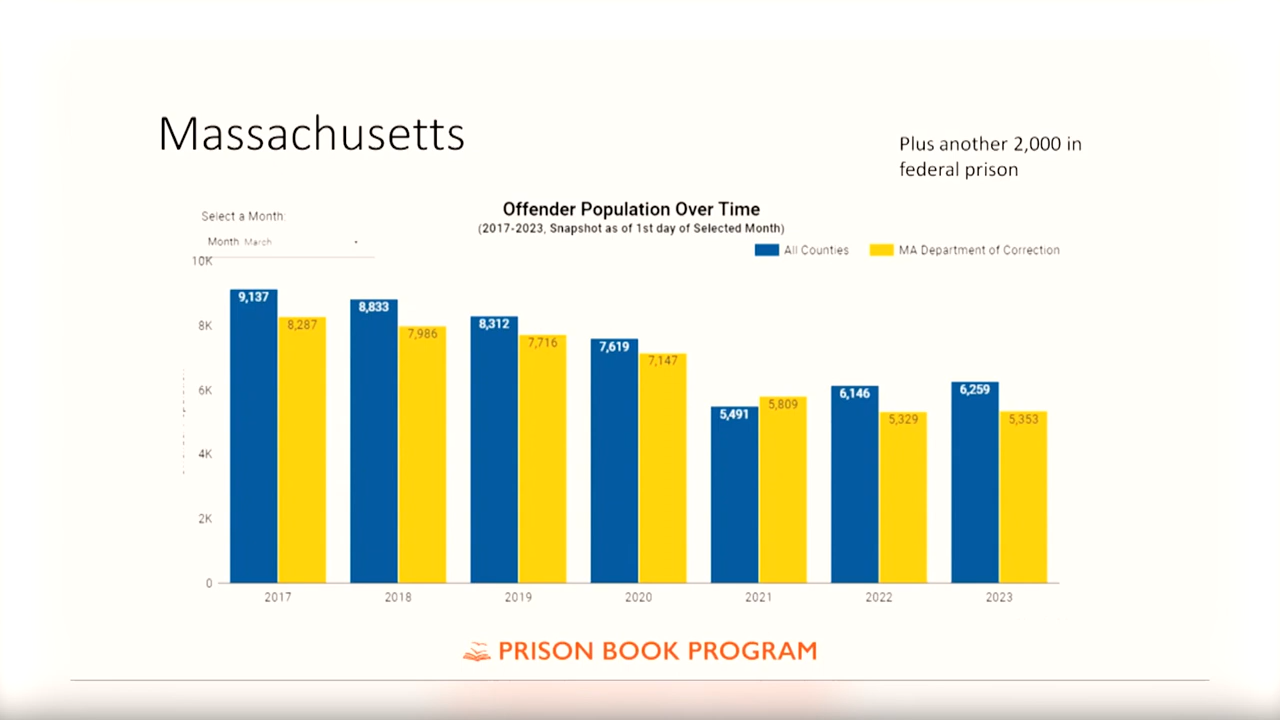 Massachusetts
Plus another 2,000 in
federal prison
Select a Month:
Month March
Offender Population Over Time
(2017-2023, Snapshot as of 1st day of Selected Month)
All Counties
MA Department of Correction
10K
8K
6K
4K
2K
0
9,137
8,287
8,833
7,986
8,312
7,716
7,619
7,147
5,491
5,809
6,146
5,329
6,259
5,353
2017
2018
2019
2020
2021
2022
2023
PRISON BOOK PROGRAM